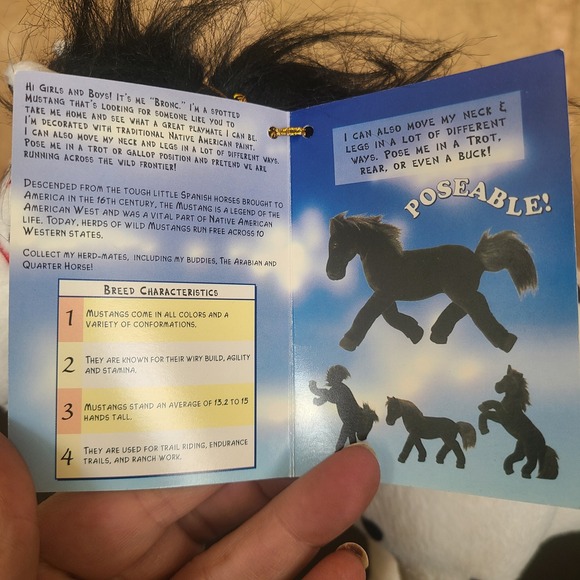 Hi Girls and Boys! It's me "Bronc." I'm a spotted
Mustang that's looking for someone like you to
take me home and see what a great playmate I can be.
I'm decorated with traditional Native American paint.
I can also move my neck and legs in a lot of different ways.
Pose me in a trot or gallop position and pretend we are
running across the wild frontier!
Descended from the tough little Spanish horses brought to
America in the 16th century, the Mustang is a legend of the
American West and was a vital part of Native American
life. Today, herds of wild Mustangs run free across 10
Western states.
Collect my herd-mates, including my buddies, The Arabian and
Quarter Horse!
Breed Characteristics
1 Mustangs come in all colors and a
variety of conformations.
2 They are known for their wiry build, agility
and stamina.
3 Mustangs stand an average of 13.2 to 15
hands tall.
4 They are used for trail riding, endurance
trails, and ranch work.
I can also move my neck &
legs in a lot of different
ways. Pose me in a Trot,
Rear, or even a Buck!
POSEABLE!